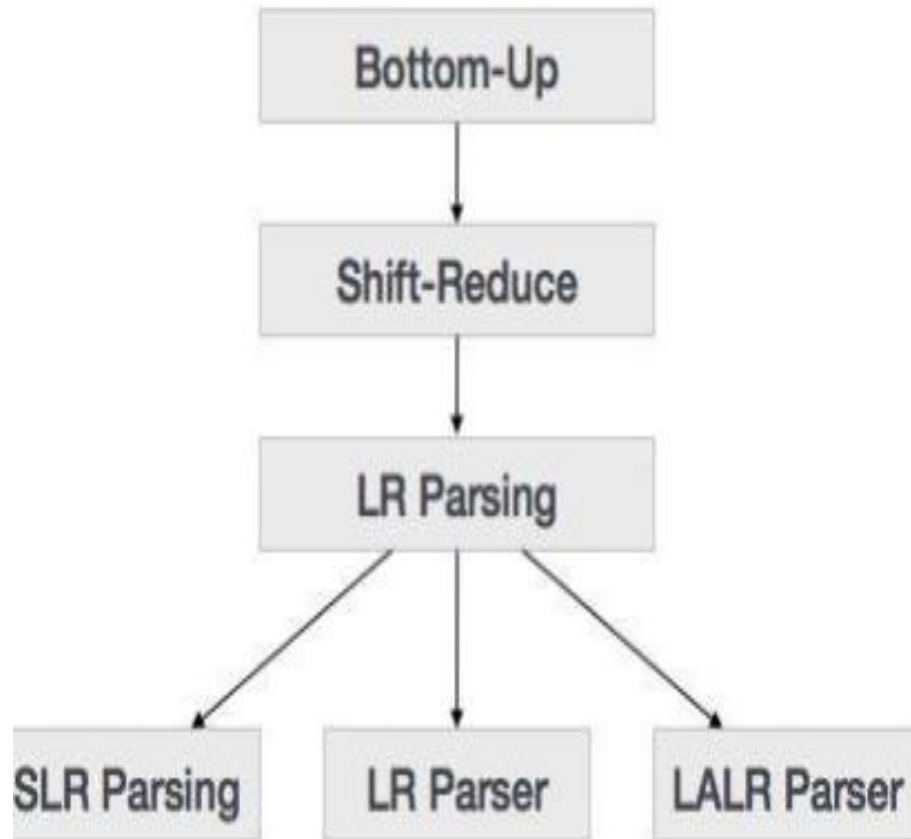 Bottom-Up
Shift-Reduce
LR Parsing
SLR Parsing
LR Parser
LALR Parser